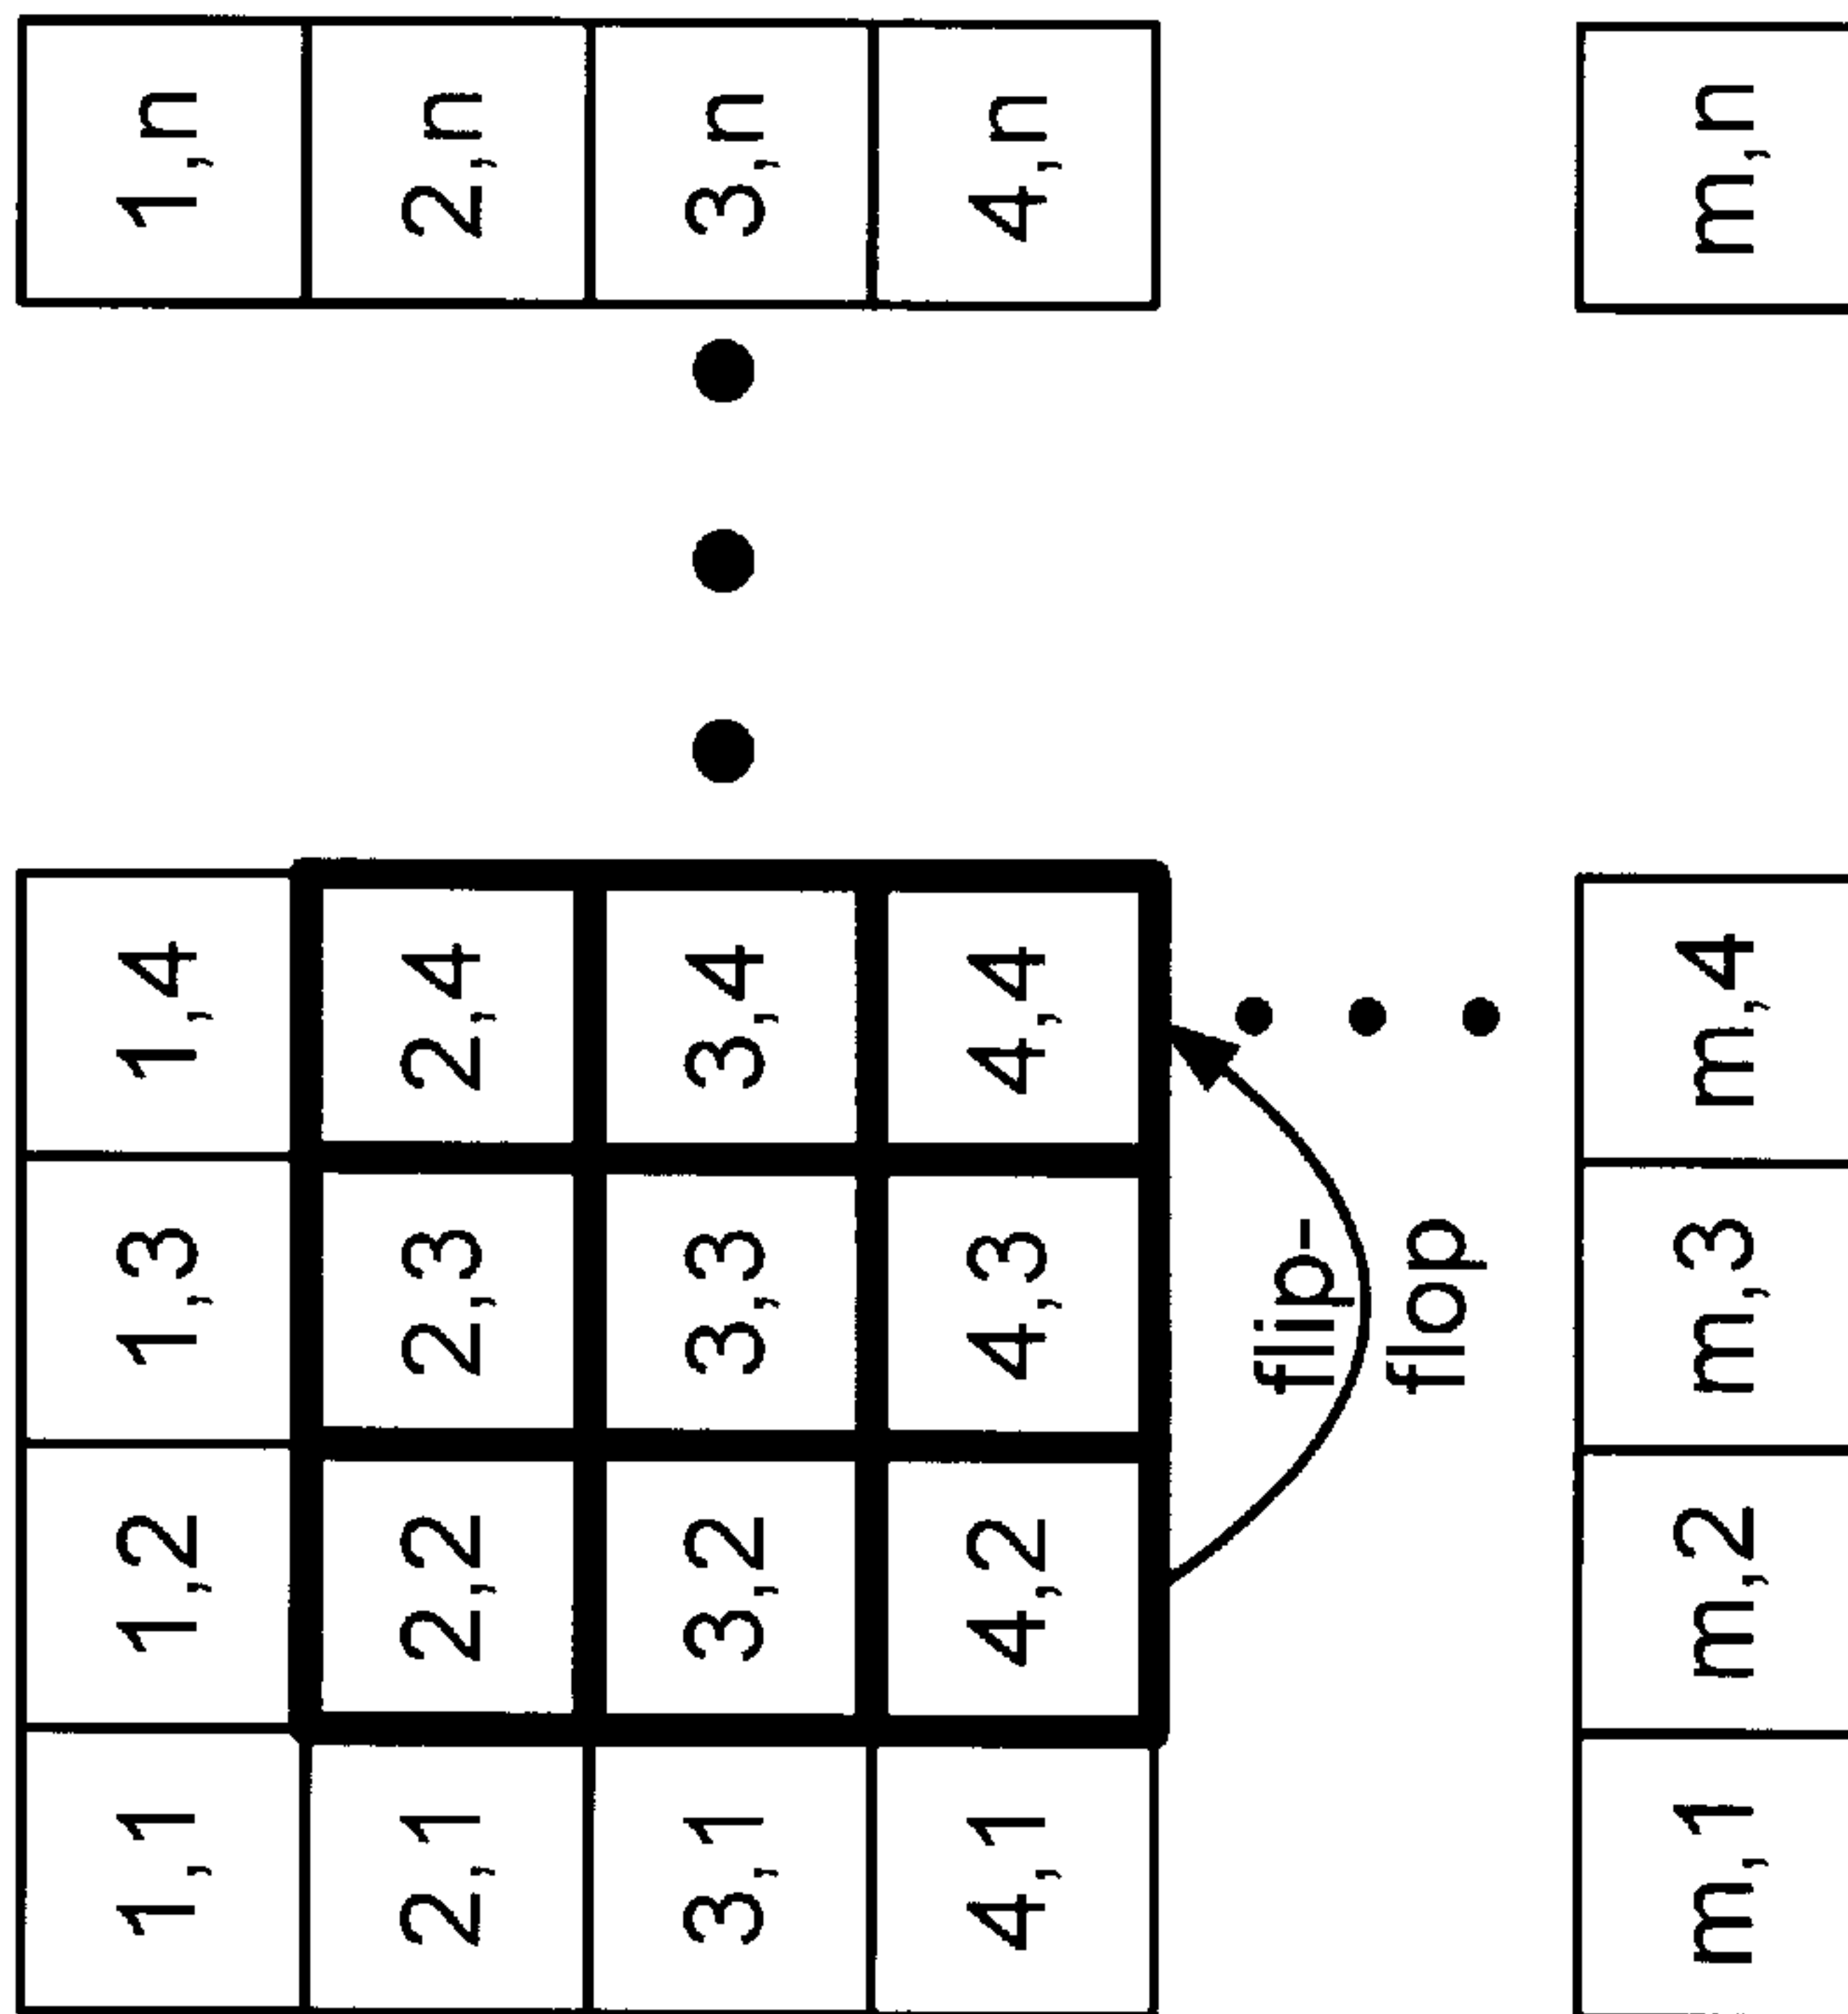 1,1 1,2 1,3 1,4 1,n
2,1 2,2 2,3 2,4 2,n
3,1 3,2 3,3 3,4 3,n
4,1 4,2 4,3 4,4 4,n
flip-
flop
m,1 m,2 m,3 m,4 m,n